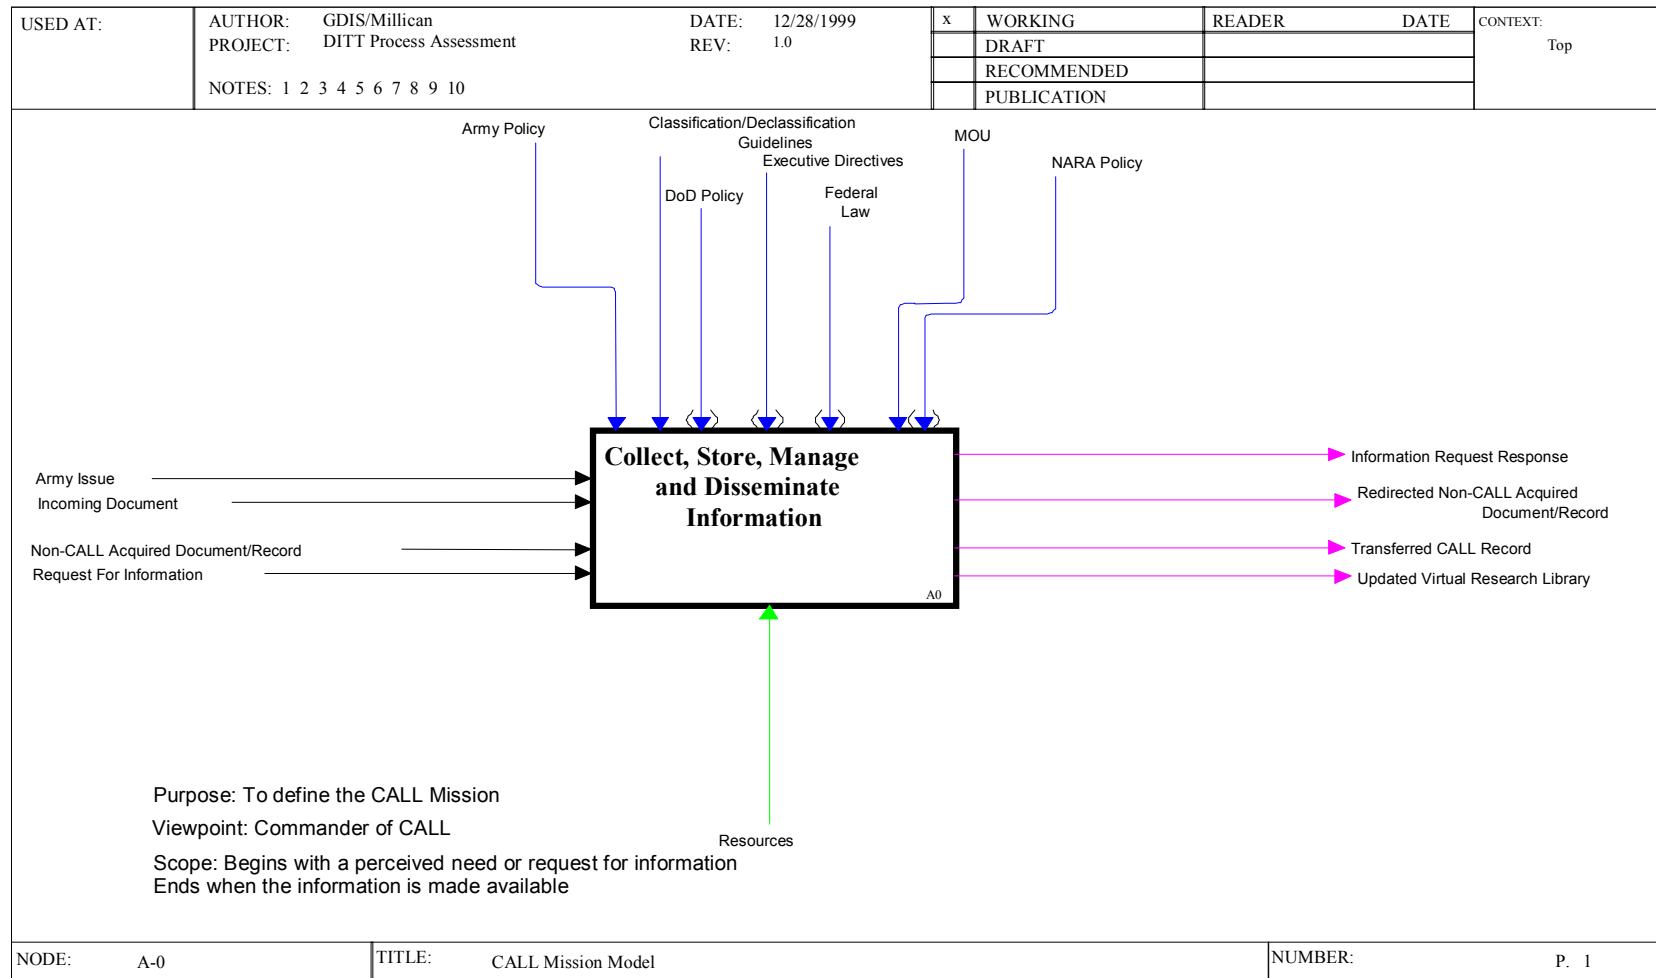 USED AT:
AUTHOR: GDIS/Millican
DATE: 12/28/1999
PROJECT: DITT Process Assessment
REV: 1.0
NOTES: 1 2 3 4 5 6 7 8 9 10
x WORKING
DRAFT
RECOMMENDED
PUBLICATION
READER DATE
CONTEXT:
Top
Army Policy
Classification/Declassification
Guidelines
Executive Directives
DoD Policy
Federal
Law
MOU
NARA Policy
Army Issue
Incoming Document
Non-CALL Acquired Document/Record
Request For Information
Collect, Store, Manage
and Disseminate
Information
A0
Information Request Response
Redirected Non-CALL Acquired
Document/Record
Transferred CALL Record
Updated Virtual Research Library
Resources
Purpose: To define the CALL Mission
Viewpoint: Commander of CALL
Scope: Begins with a perceived need or request for information
Ends when the information is made available
NODE: A-0
TITLE: CALL Mission Model
NUMBER: P. 1